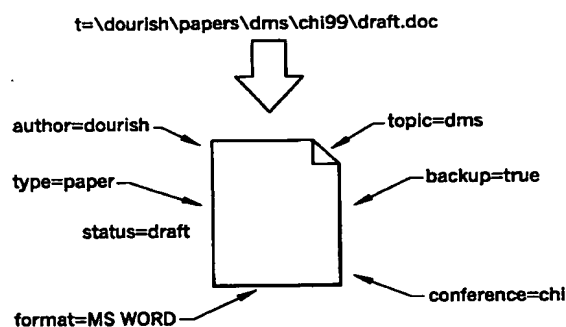 t=\dourish\papers\dms\chi99\draft.doc
author=dourish
topic=dms
type=paper
backup=true
status=draft
conference=chi
format=MS WORD